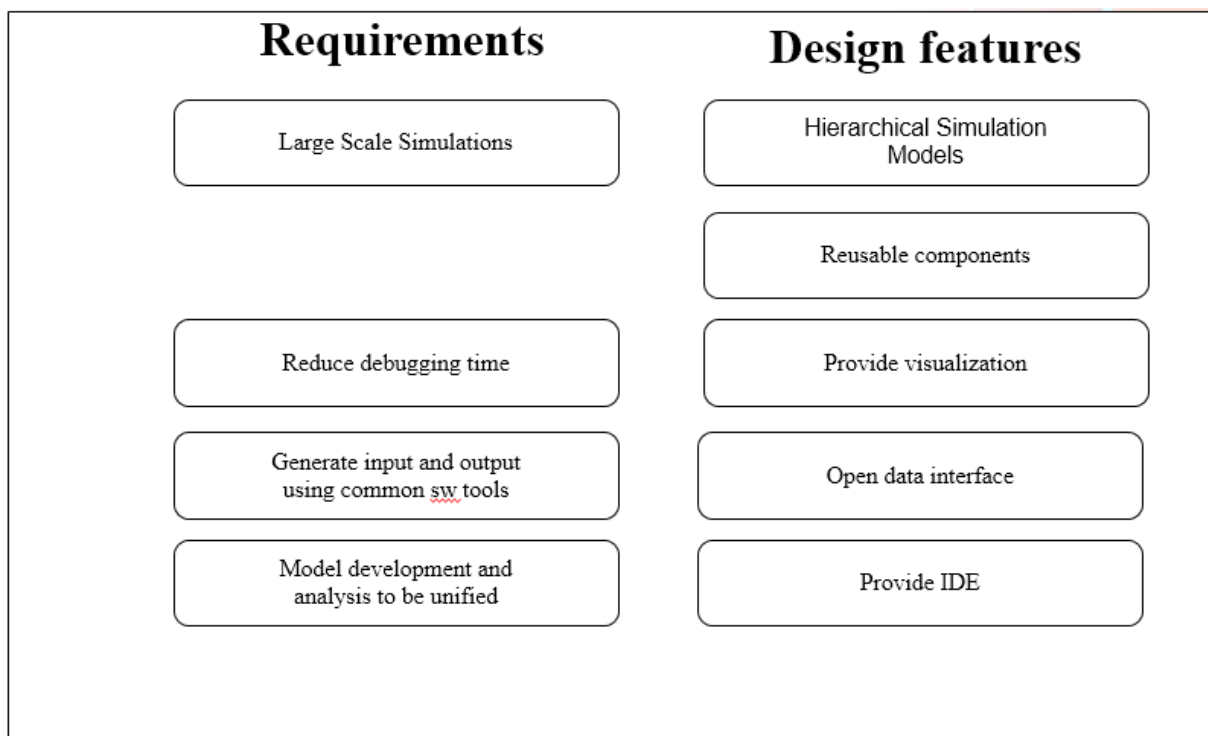 Requirements
Design features
Large Scale Simulations
Hierarchical Simulation
Models
Reusable components
Reduce debugging time
Provide visualization
Generate input and output
using common sw tools
Open data interface
Model development and
analysis to be unified
Provide IDE